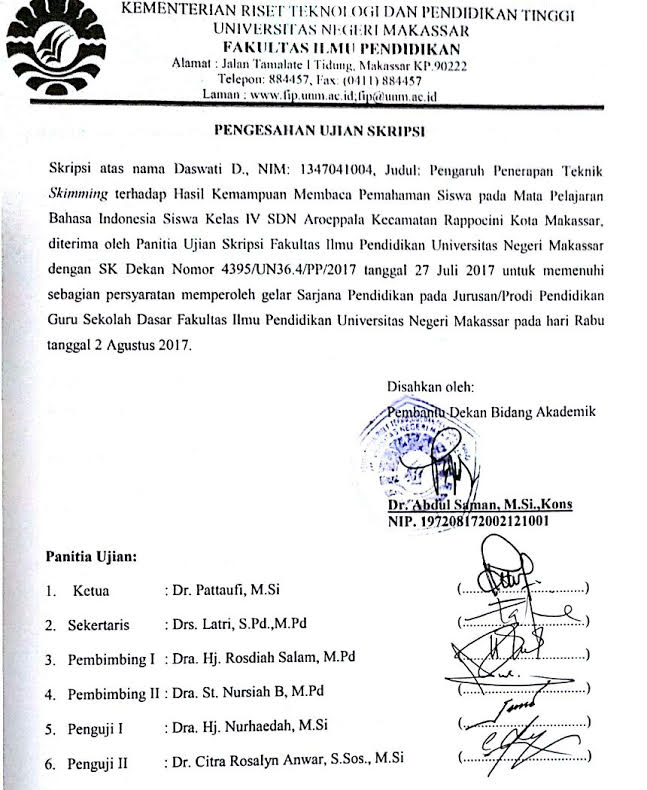 KEMENTERIAN RISET TEKNOLOGI DAN PENDIDIKAN TINGGI
UNIVERSITAS NEGERI MAKASSAR
FAKULTAS ILMU PENDIDIKAN
Alamat : Jalan Tamalate I Tidung, Makassar KP.90222
Telepon: 884457, Fax. (0411) 884457
Laman : www.fip.unm.ac.id;fip@unm.ac.id
PENGESAHAN UJIAN SKRIPSI
Skripsi atas nama Daswati D., NIM: 1347041004, Judul: Pengaruh Penerapan Teknik
Skimming terhadap Hasil Kemampuan Membaca Pemahaman Siswa pada Mata Pelajaran
Bahasa Indonesia Siswa Kelas IV SDN Aroeppala Kecamatan Rappocini Kota Makassar,
diterima oleh Panitia Ujian Skripsi Fakultas Ilmu Pendidikan Universitas Negeri Makassar
dengan SK Dekan Nomor 4395/UN36.4/PP/2017 tanggal 27 Juli 2017 untuk memenuhi
sebagian persyaratan memperoleh gelar Sarjana Pendidikan pada Jurusan/Prodi Pendidikan
Guru Sekolah Dasar Fakultas Ilmu Pendidikan Universitas Negeri Makassar pada hari Rabu
tanggal 2 Agustus 2017.
Disahkan oleh:
Pembantu Dekan Bidang Akademik
Dr. Abdul Saman, M.Si.,Kons
NIP. 197208172002121001
Panitia Ujian:
1. Ketua : Dr. Pattaufi, M.Si (..............................)
2. Sekertaris : Drs. Latri, S.Pd.,M.Pd (..............................)
3. Pembimbing I : Dra. Hj. Rosdiah Salam, M.Pd (..............................)
4. Pembimbing II : Dra. St. Nursiah B, M.Pd (..............................)
5. Penguji I : Dra. Hj. Nurhaedah, M.Si (..............................)
6. Penguji II : Dr. Citra Rosalyn Anwar, S.Sos., M.Si (..............................)